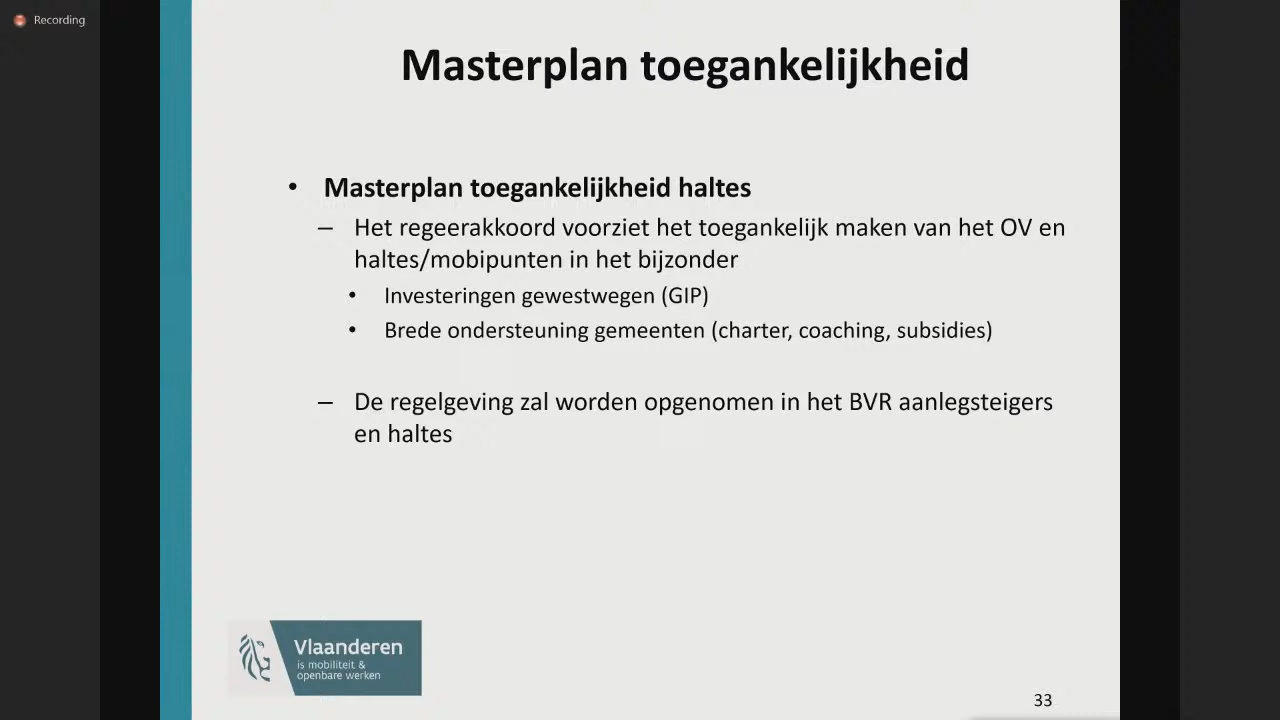 Recording
Masterplan toegankelijkheid
• Masterplan toegankelijkheid haltes
– Het regeerakkoord voorziet het toegankelijk maken van het OV en
haltes/mobipunten in het bijzonder
• Investeringen gewestwegen (GIP)
• Brede ondersteuning gemeenten (charter, coaching, subsidies)
– De regelgeving zal worden opgenomen in het BVR aanlegsteigers
en haltes
Vlaanderen
is mobiliteit &
openbare werken
33